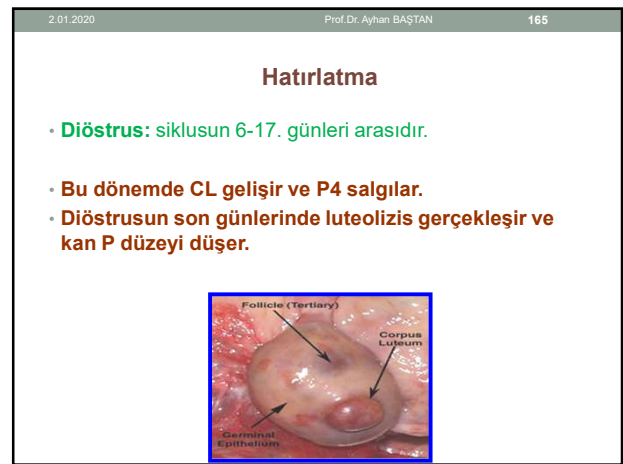 2.01.2020 Prof.Dr. Ayhan BAŞTAN 165
Hatırlatma
• Diöstrus: siklusun 6-17. günleri arasıdır.
• Bu dönemde CL gelişir ve P4 salgılar.
• Diöstrusun son günlerinde luteolizis gerçekleşir ve
kan P düzeyi düşer.
Follicle (Tertiary)
Corpus
Luteum
Germinal
Epithelium